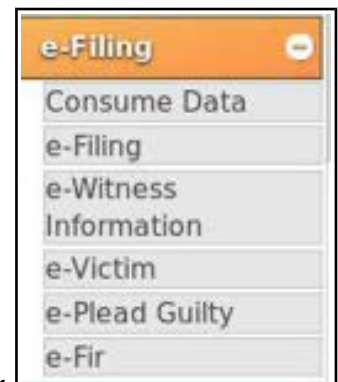 e-Filing
Consume Data
e-Filing
e-Witness
Information
e-Victim
e-Plead Guilty
e-Fir